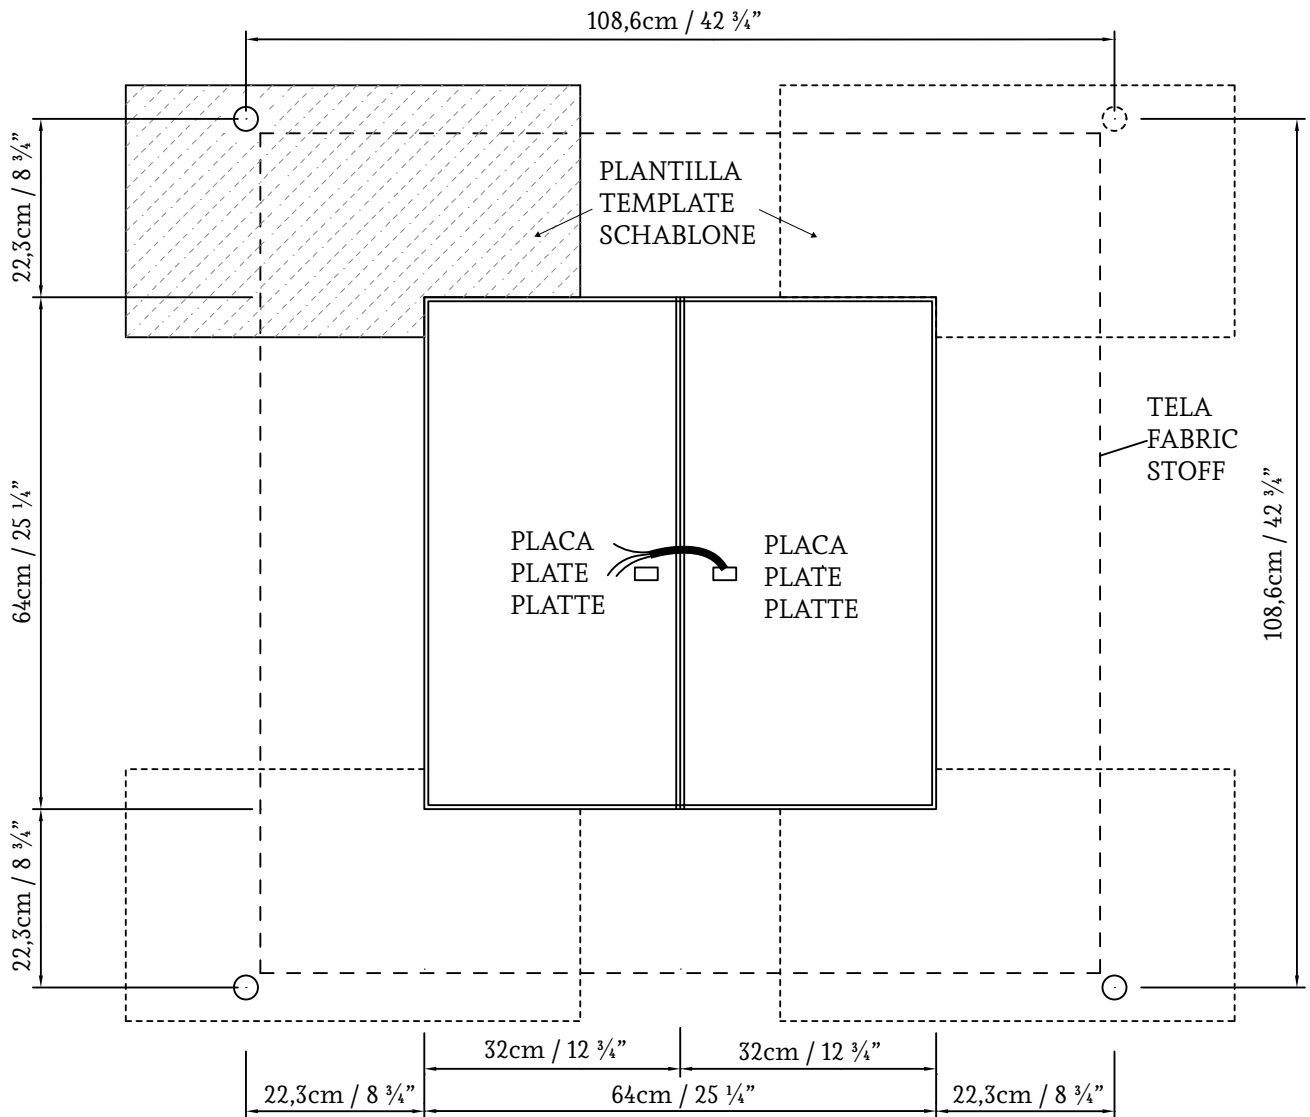 108,6cm / 42 ¾”
22,3cm / 8 ¾”
PLANTILLA
TEMPLATE
SCHABLONE
TELA
FABRIC
STOFF
64cm / 25 ¼”
108,6cm / 42 ¾”
PLACA
PLATE
PLATTE
PLACA
PLATE
PLATTE
22,3cm / 8 ¾”
32cm / 12 ¾”
32cm / 12 ¾”
22,3cm / 8 ¾”
64cm / 25 ¼”
22,3cm / 8 ¾”